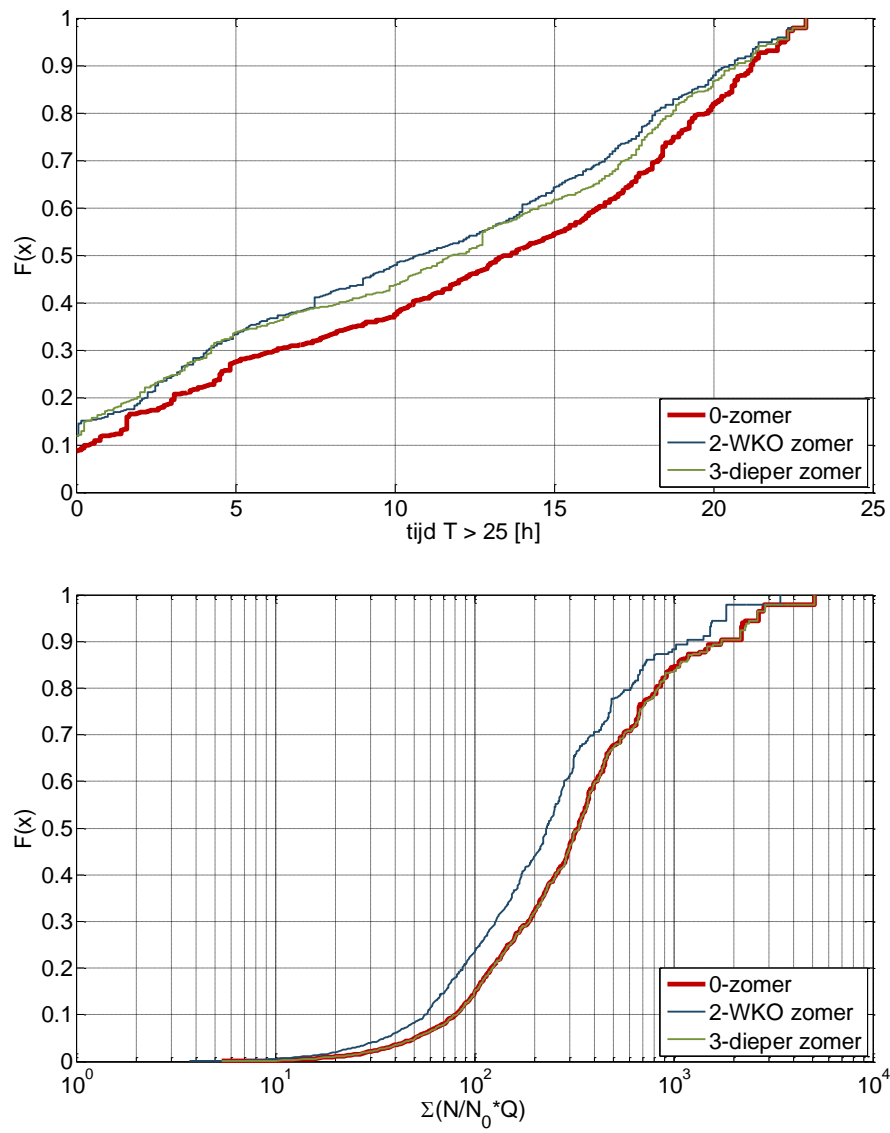 1
0.9
0.8
0.7
0.6
0.5
0.4
0.3
0.2
0.1
0
F(x)
0 5 10 15 20 25
tijd T > 25 [h]
0-zomer
2-WKO zomer
3-dieper zomer
1
0.9
0.8
0.7
0.6
0.5
0.4
0.3
0.2
0.1
0
F(x)
10^0 10^1 10^2 10^3 10^4
Σ(N/N_0*Q)
0-zomer
2-WKO zomer
3-dieper zomer